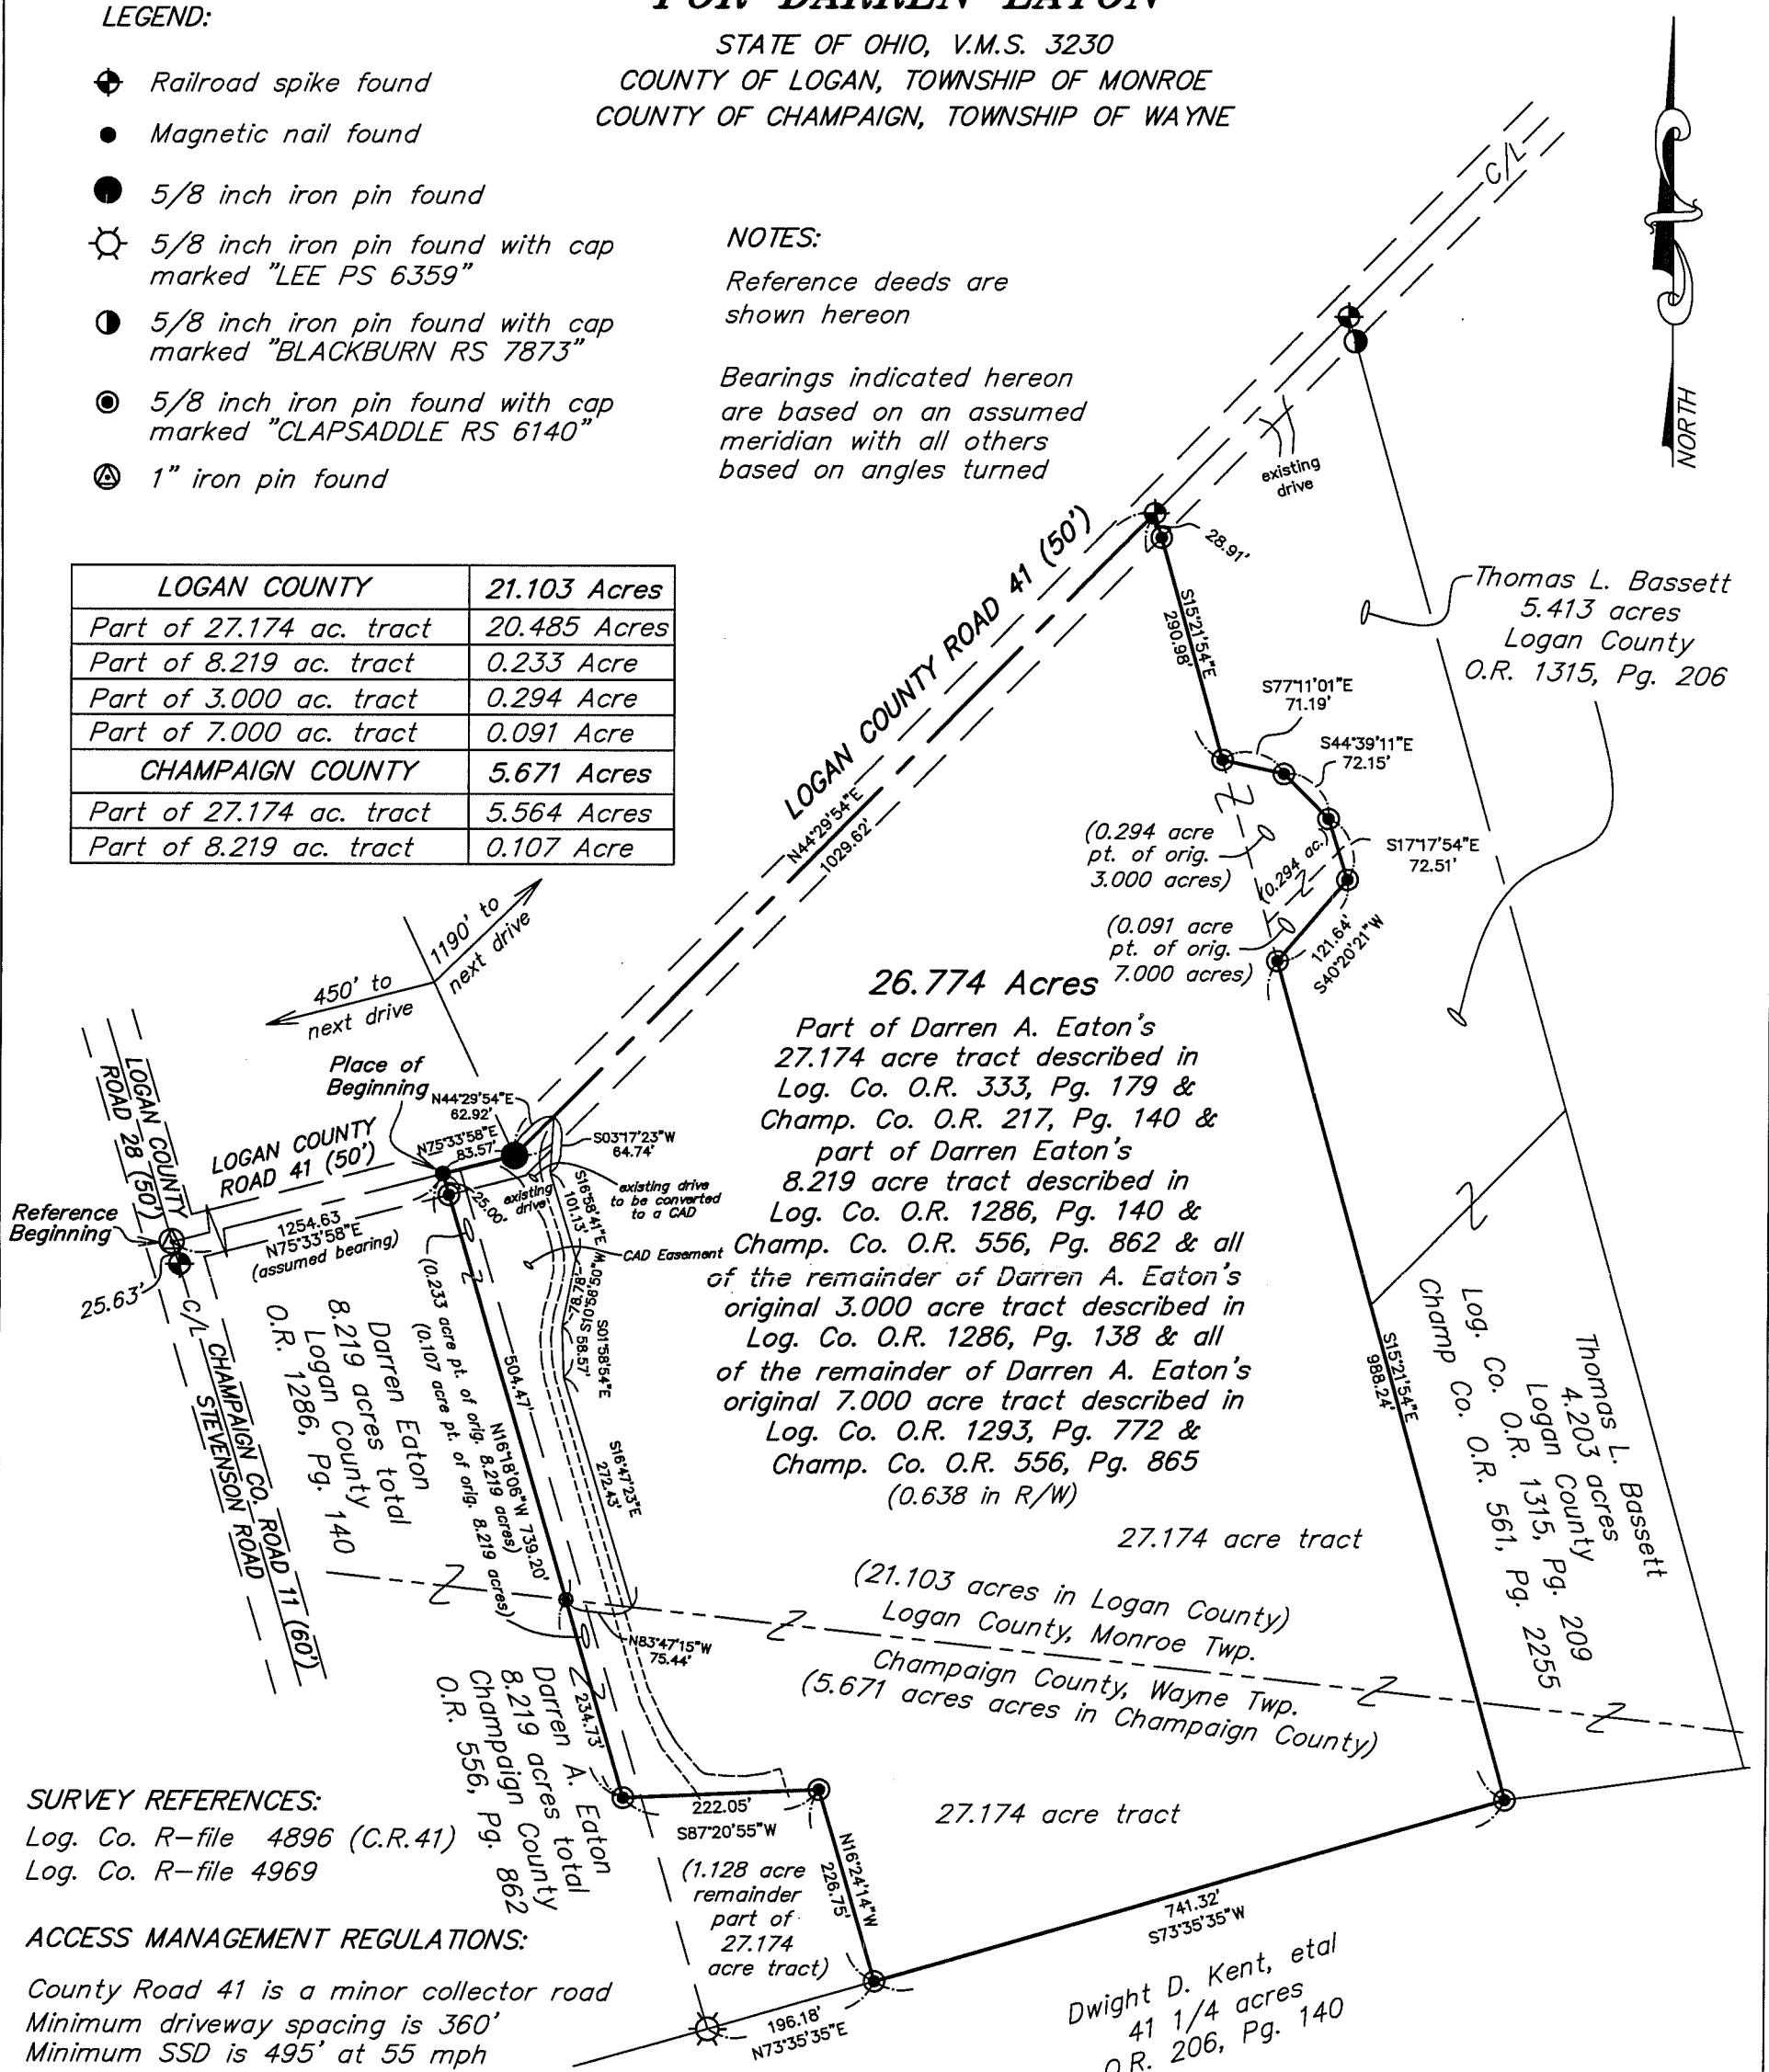 FOR DARREN EATON
STATE OF OHIO, V.M.S. 3230
COUNTY OF LOGAN, TOWNSHIP OF MONROE
COUNTY OF CHAMPAIGN, TOWNSHIP OF WAYNE
LEGEND:
Railroad spike found
Magnetic nail found
5/8 inch iron pin found
5/8 inch iron pin found with cap
marked "LEE PS 6359"
5/8 inch iron pin found with cap
marked "BLACKBURN RS 7873"
5/8 inch iron pin found with cap
marked "CLAPSADDLE RS 6140"
1" iron pin found
NOTES:
Reference deeds are
shown hereon
Bearings indicated hereon
are based on an assumed
meridian with all others
based on angles turned
NORTH
C/L
existing
drive
LOGAN COUNTY 21.103 Acres
Part of 27.174 ac. tract 20.485 Acres
Part of 8.219 ac. tract 0.233 Acre
Part of 3.000 ac. tract 0.294 Acre
Part of 7.000 ac. tract 0.091 Acre
CHAMPAIGN COUNTY 5.671 Acres
Part of 27.174 ac. tract 5.564 Acres
Part of 8.219 ac. tract 0.107 Acre
LOGAN COUNTY ROAD 41 (50')
N44°29'54"E
1029.62'
28.91'
S15°21'54"E
290.98'
Thomas L. Bassett
5.413 acres
Logan County
O.R. 1315, Pg. 206
S77°11'01"E
71.19'
S44°39'11"E
72.15'
S17°17'54"E
72.51'
(0.294 acre
pt. of orig.
3.000 acres)
(0.294 ac.)
(0.091 acre
pt. of orig.
7.000 acres)
121.64'
S40°20'21"W
1190' to
next drive
450' to
next drive
Place of
Beginning
N44°29'54"E
62.92'
N75°33'58"E
83.57'
S03°17'23"W
64.74'
LOGAN COUNTY
ROAD 28 (50')
LOGAN COUNTY
ROAD 41 (50')
Reference
Beginning
1254.63
N75°33'58"E
(assumed bearing)
25.63'
25.00'
existing
drive
existing drive
to be converted
to a CAD
S16°58'41"E
101.13'
CAD Easement
S10°58'50"W
78.78'
S01°58'54"E
58.57'
S16°47'23"E
272.43'
26.774 Acres
Part of Darren A. Eaton's
27.174 acre tract described in
Log. Co. O.R. 333, Pg. 179 &
Champ. Co. O.R. 217, Pg. 140 &
part of Darren Eaton's
8.219 acre tract described in
Log. Co. O.R. 1286, Pg. 140 &
Champ. Co. O.R. 556, Pg. 862 & all
of the remainder of Darren A. Eaton's
original 3.000 acre tract described in
Log. Co. O.R. 1286, Pg. 138 & all
of the remainder of Darren A. Eaton's
original 7.000 acre tract described in
Log. Co. O.R. 1293, Pg. 772 &
Champ. Co. O.R. 556, Pg. 865
(0.638 in R/W)
C/L CHAMPAIGN CO. ROAD 11 (60')
STEVENSON ROAD
Darren Eaton
8.219 acres total
Logan County
O.R. 1286, Pg. 140
(0.233 acre pt. of orig. 8.219 acres)
(0.107 acre pt. of orig. 8.219 acres)
504.47'
N16°18'06"W 739.20'
S15°21'54"E
988.24'
Thomas L. Bassett
4.203 acres
Logan County
Log. Co. O.R. 1315, Pg. 209
Champ Co. O.R. 561, Pg. 2255
27.174 acre tract
(21.103 acres in Logan County)
Logan County, Monroe Twp.
Champaign County, Wayne Twp.
(5.671 acres acres in Champaign County)
N83°47'15"W
75.44'
234.73'
Darren A. Eaton
8.219 acres total
Champaign County
O.R. 556, Pg. 862
222.05'
S87°20'55"W
27.174 acre tract
N16°24'14"W
226.75'
(1.128 acre
remainder
part of
27.174
acre tract)
741.32'
S73°35'35"W
196.18'
N73°35'35"E
Dwight D. Kent, etal
41 1/4 acres
O.R. 206, Pg. 140
SURVEY REFERENCES:
Log. Co. R-file 4896 (C.R.41)
Log. Co. R-file 4969
ACCESS MANAGEMENT REGULATIONS:
County Road 41 is a minor collector road
Minimum driveway spacing is 360'
Minimum SSD is 495' at 55 mph